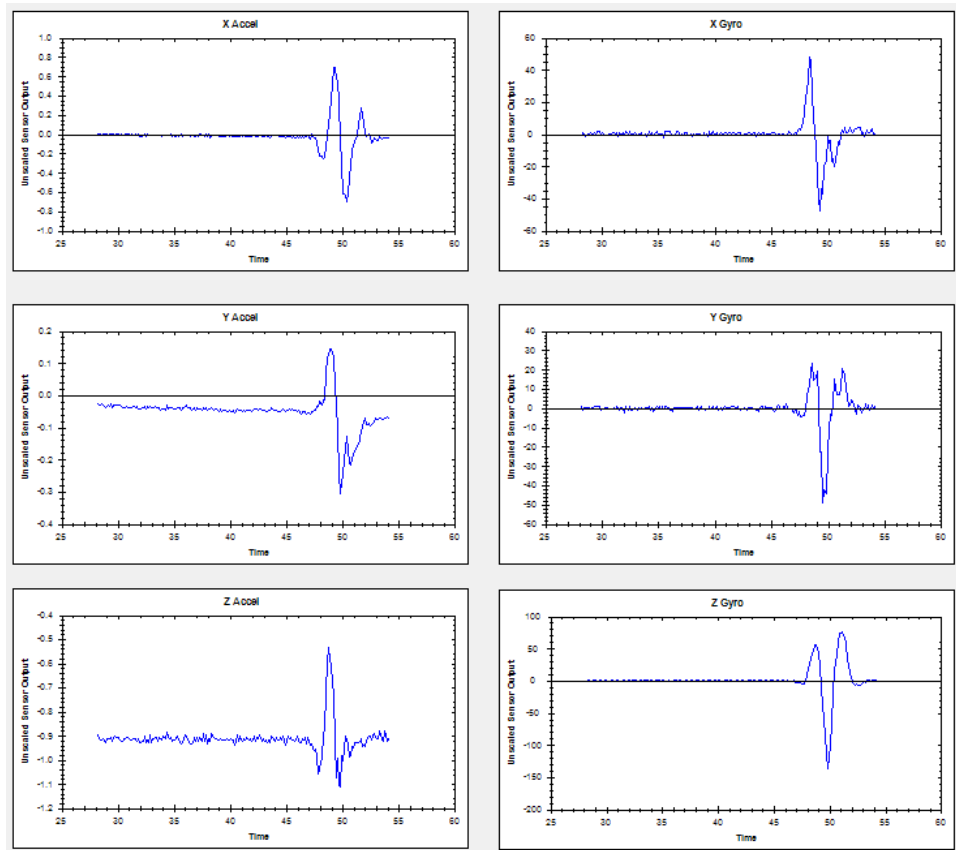 X Accel
Unscaled Sensor Output
1.0
0.8
0.6
0.4
0.2
0.0
-0.2
-0.4
-0.6
-0.8
-1.0
25 30 35 40 45 50 55 60
Time
X Gyro
Unscaled Sensor Output
60
40
20
0
-20
-40
-60
25 30 35 40 45 50 55 60
Time
Y Accel
Unscaled Sensor Output
0.2
0.1
0.0
-0.1
-0.2
-0.3
-0.4
25 30 35 40 45 50 55 60
Time
Y Gyro
Unscaled Sensor Output
40
30
20
10
0
-10
-20
-30
-40
-50
-60
25 30 35 40 45 50 55 60
Time
Z Accel
Unscaled Sensor Output
-0.4
-0.5
-0.6
-0.7
-0.8
-0.9
-1.0
-1.1
-1.2
25 30 35 40 45 50 55 60
Time
Z Gyro
Unscaled Sensor Output
100
50
0
-50
-100
-150
-200
25 30 35 40 45 50 55 60
Time